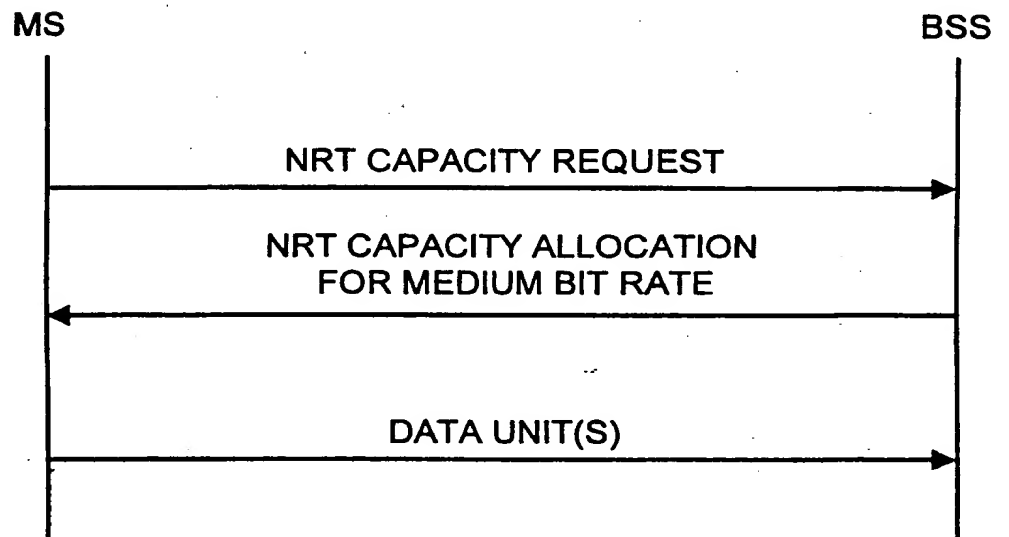 MS
BSS
NRT CAPACITY REQUEST
NRT CAPACITY ALLOCATION
FOR MEDIUM BIT RATE
DATA UNIT(S)